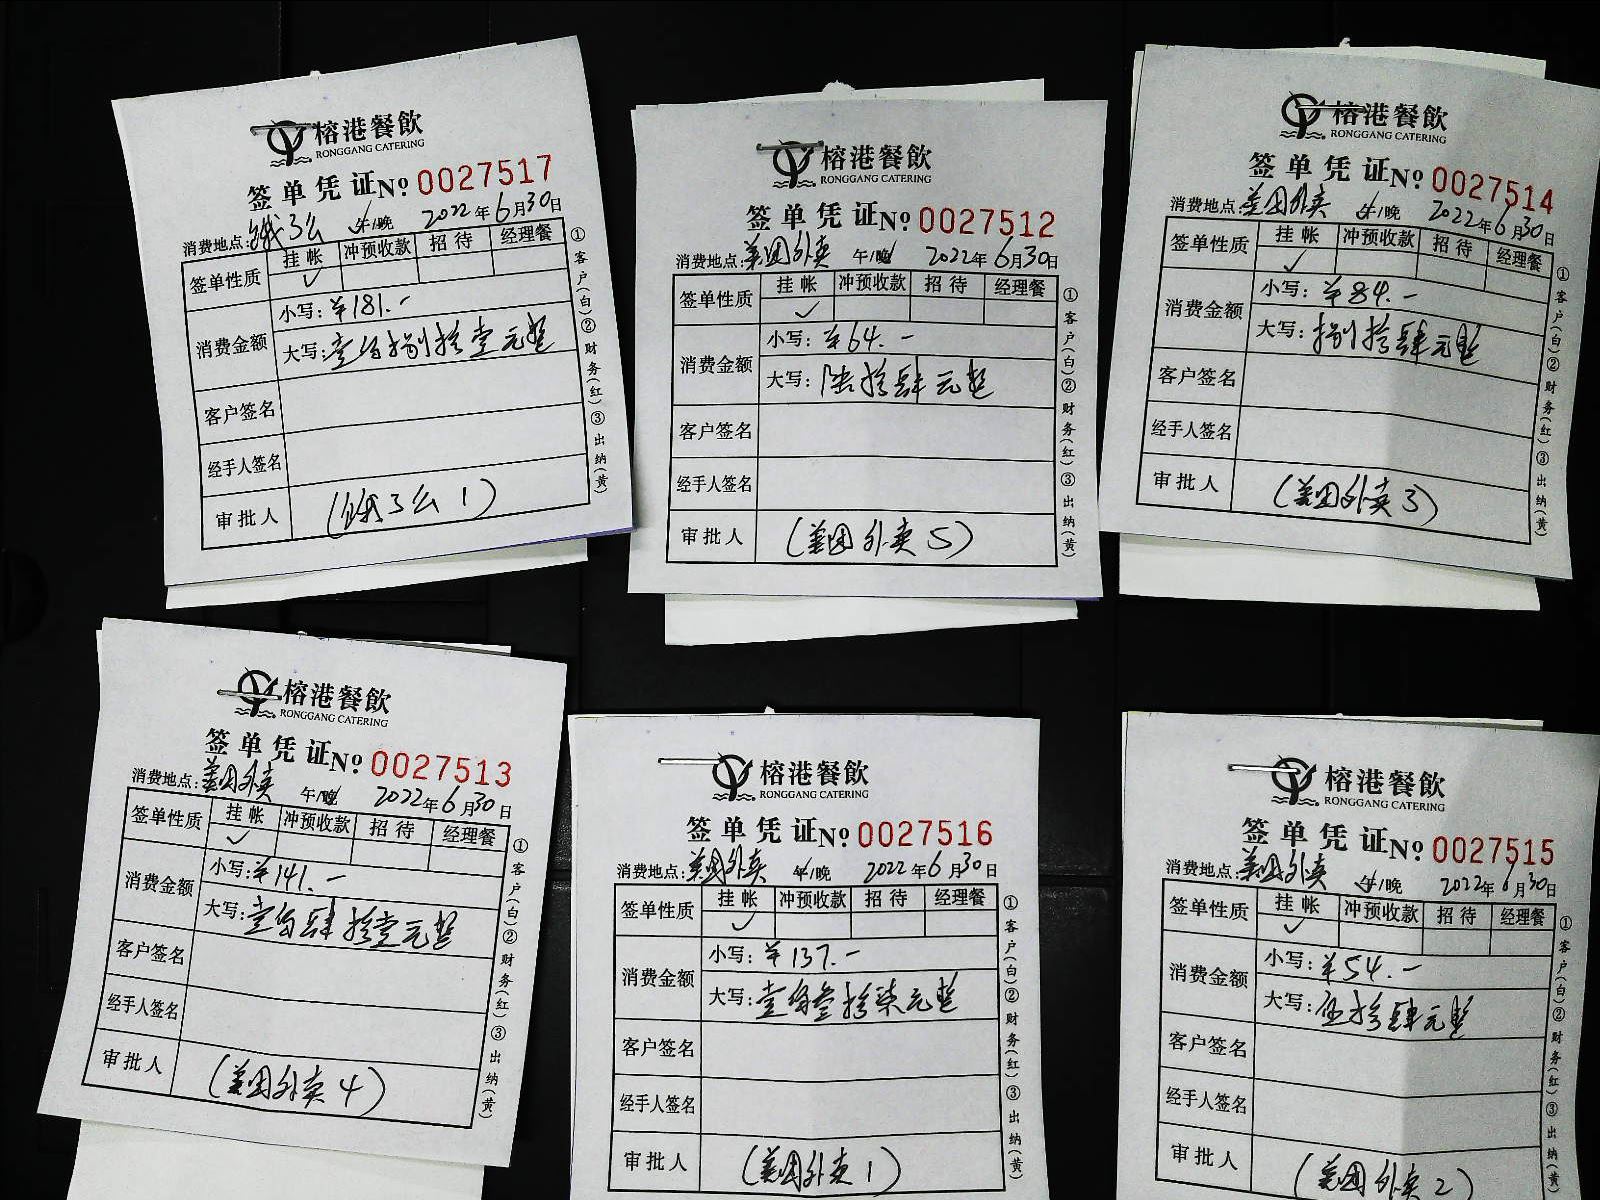 榕港餐飲
RONGGANG CATERING
签单凭证 № 0027517
消费地点: 饿了么 午/晚 2022年6月30日
签单性质 挂帐 冲预收款 招待 经理餐
✓
消费金额 小写: ¥181.-
大写: 壹佰捌拾壹元整
客户签名
经手人签名
审批人 (饿了么 1)
①客户(白)②财务(红)③出纳(黄)
榕港餐飲
RONGGANG CATERING
签单凭证 № 0027512
消费地点: 美团外卖 午/晚 2022年6月30日
签单性质 挂帐 冲预收款 招待 经理餐
✓
消费金额 小写: ¥64.-
大写: 陆拾肆元整
客户签名
经手人签名
审批人 (美团外卖 5)
①客户(白)②财务(红)③出纳(黄)
榕港餐飲
RONGGANG CATERING
签单凭证 № 0027514
消费地点: 美团外卖 午/晚 2022年6月30日
签单性质 挂帐 冲预收款 招待 经理餐
✓
消费金额 小写: ¥84.-
大写: 捌拾肆元整
客户签名
经手人签名
审批人 (美团外卖 3)
①客户(白)②财务(红)③出纳(黄)
榕港餐飲
RONGGANG CATERING
签单凭证 № 0027513
消费地点: 美团外卖 午/晚 2022年6月30日
签单性质 挂帐 冲预收款 招待 经理餐
✓
消费金额 小写: ¥141.-
大写: 壹佰肆拾壹元整
客户签名
经手人签名
审批人 (美团外卖 4)
①客户(白)②财务(红)③出纳(黄)
榕港餐飲
RONGGANG CATERING
签单凭证 № 0027516
消费地点: 美团外卖 午/晚 2022年6月30日
签单性质 挂帐 冲预收款 招待 经理餐
✓
消费金额 小写: ¥137.-
大写: 壹佰叁拾柒元整
客户签名
经手人签名
审批人 (美团外卖 1)
①客户(白)②财务(红)③出纳(黄)
榕港餐飲
RONGGANG CATERING
签单凭证 № 0027515
消费地点: 美团外卖 午/晚 2022年6月30日
签单性质 挂帐 冲预收款 招待 经理餐
✓
消费金额 小写: ¥54.-
大写: 伍拾肆元整
客户签名
经手人签名
审批人 (美团外卖 2)
①客户(白)②财务(红)③出纳(黄)